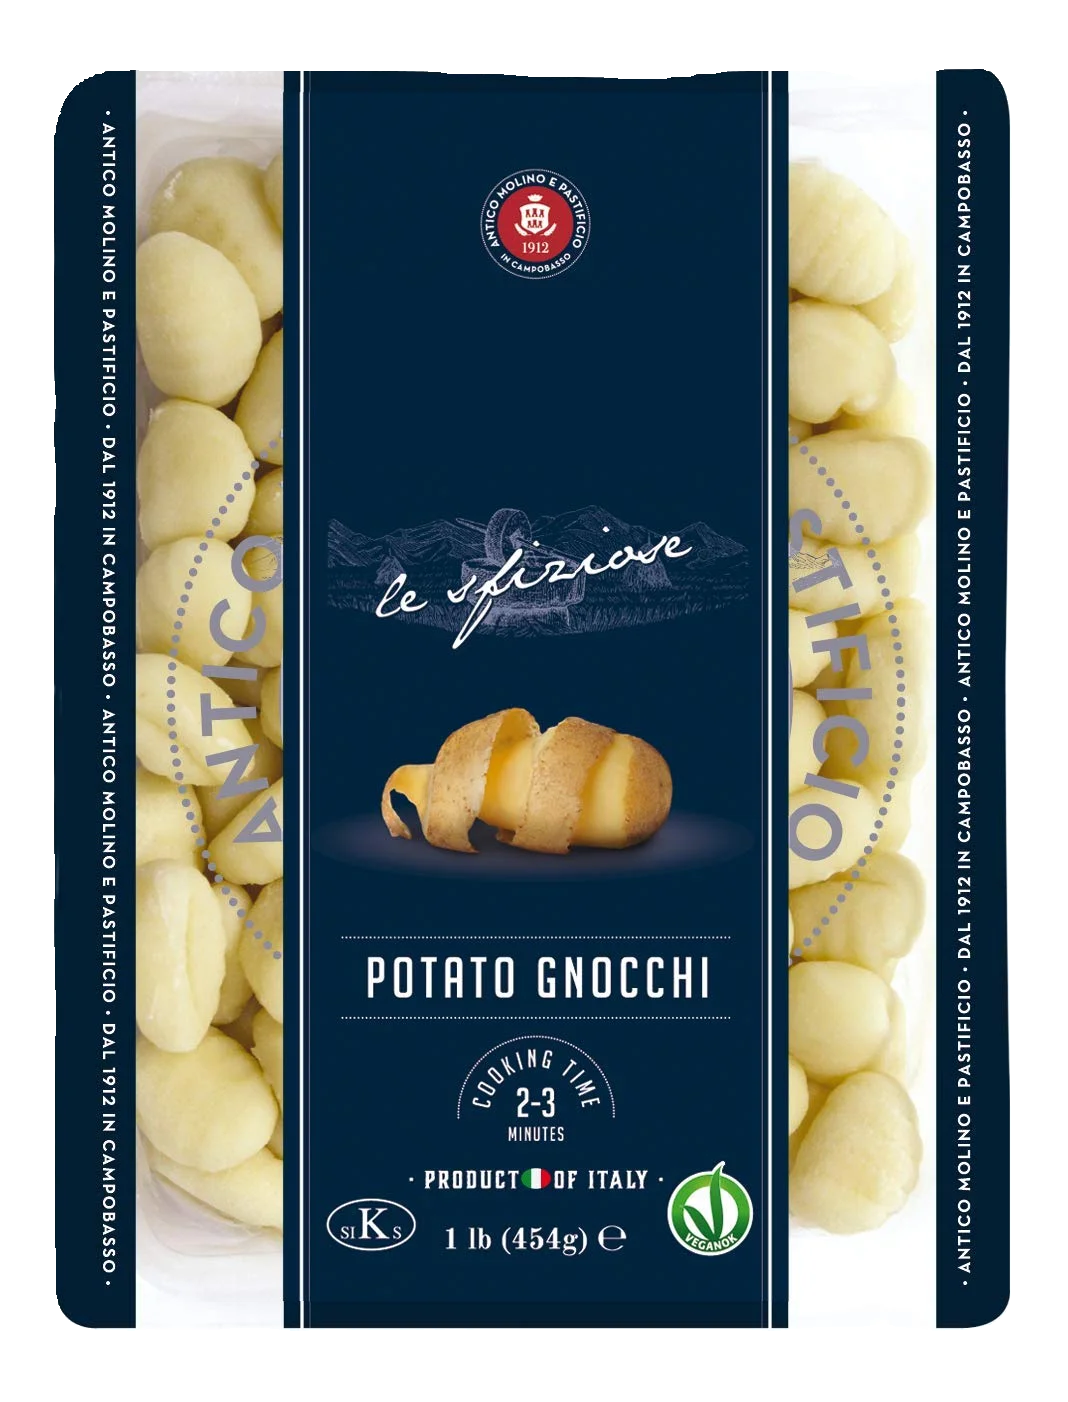 • ANTICO MOLINO E PASTIFICIO • DAL 1912 IN CAMPOBASSO • ANTICO MOLINO E PASTIFICIO • DAL 1912 IN CAMPOBASSO •
ANTICO MOLINO E PASTIFICIO
1912
IN CAMPOBASSO
le sfiziose
ANTICO
STIFICIO
POTATO GNOCCHI
COOKING TIME
2-3
MINUTES
• PRODUCT OF ITALY •
SI K S
1 lb (454g) ℮
VEGANOK
• ANTICO MOLINO E PASTIFICIO • DAL 1912 IN CAMPOBASSO • ANTICO MOLINO E PASTIFICIO • DAL 1912 IN CAMPOBASSO •